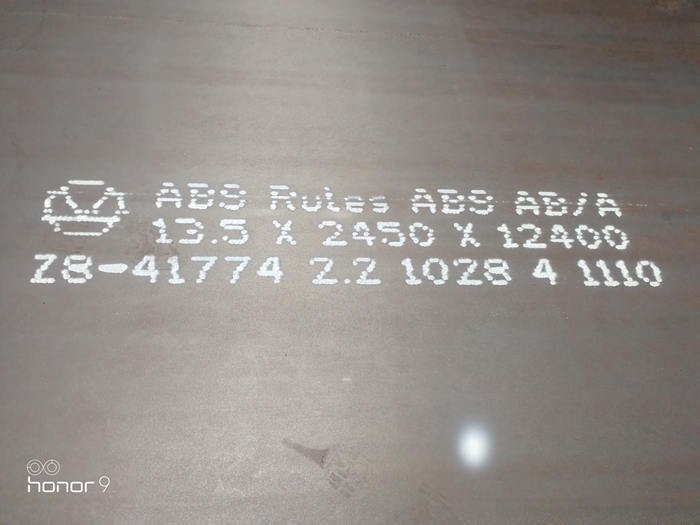 ABS Rules ABS AB/A
13.5 X 2450 X 12400
Z8-41774 2.2 1028 4 1110
honor 9